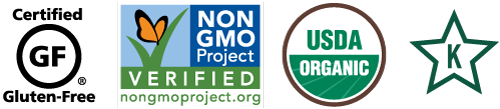 Certified
GF
®
Gluten-Free
NON
GMO
Project
VERIFIED
nongmoproject.org
USDA
ORGANIC
K